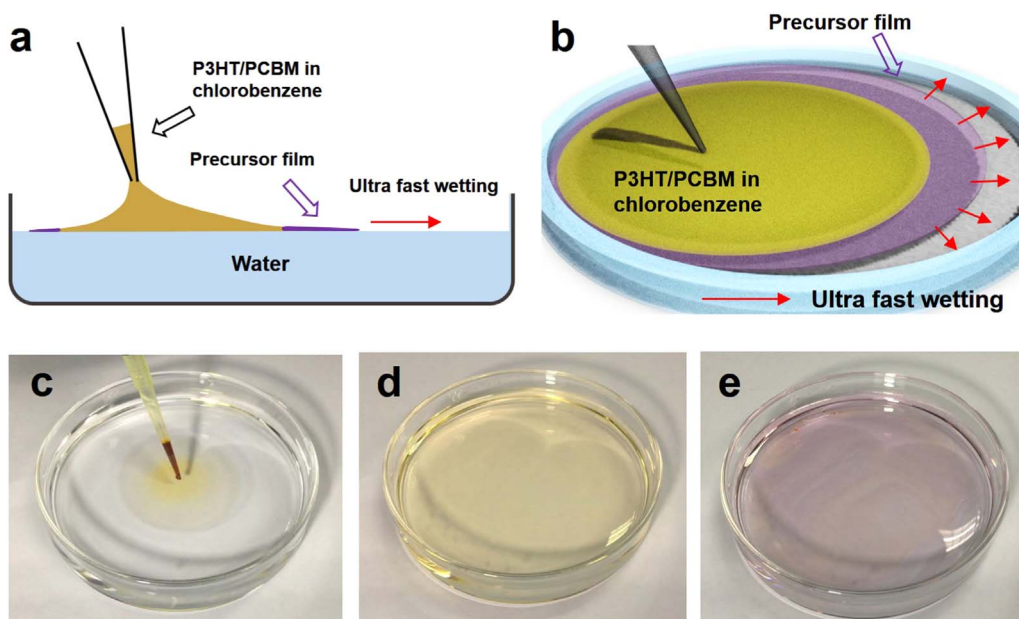 a
P3HT/PCBM in
chlorobenzene
Precursor film
Ultra fast wetting
Water
b
Precursor film
P3HT/PCBM in
chlorobenzene
Ultra fast wetting
c
d
e